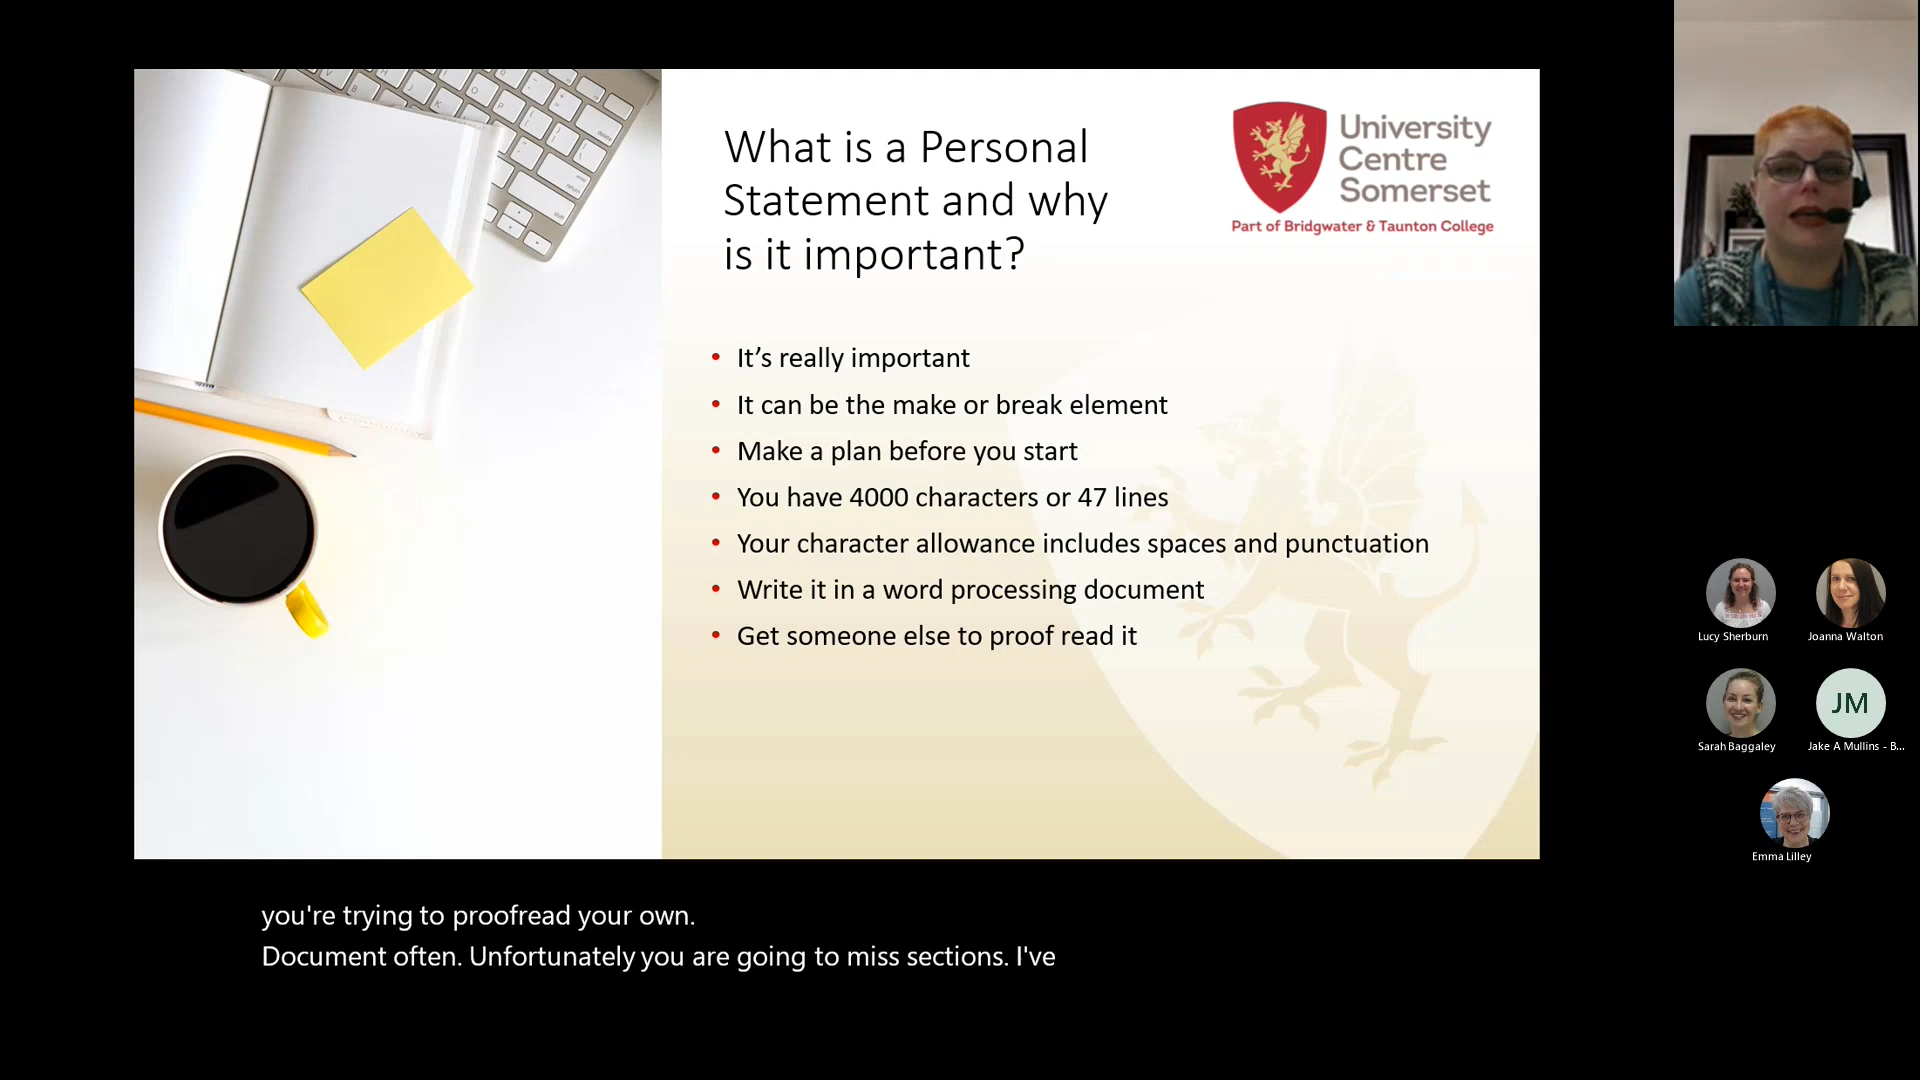 What is a Personal
Statement and why
is it important?
University
Centre
Somerset
Part of Bridgwater & Taunton College
• It's really important
• It can be the make or break element
• Make a plan before you start
• You have 4000 characters or 47 lines
• Your character allowance includes spaces and punctuation
• Write it in a word processing document
• Get someone else to proof read it
Lucy Sherburn
Joanna Walton
Sarah Baggaley
JM
Jake A Mullins - B...
Emma Lilley
you're trying to proofread your own.
Document often. Unfortunately you are going to miss sections. I've